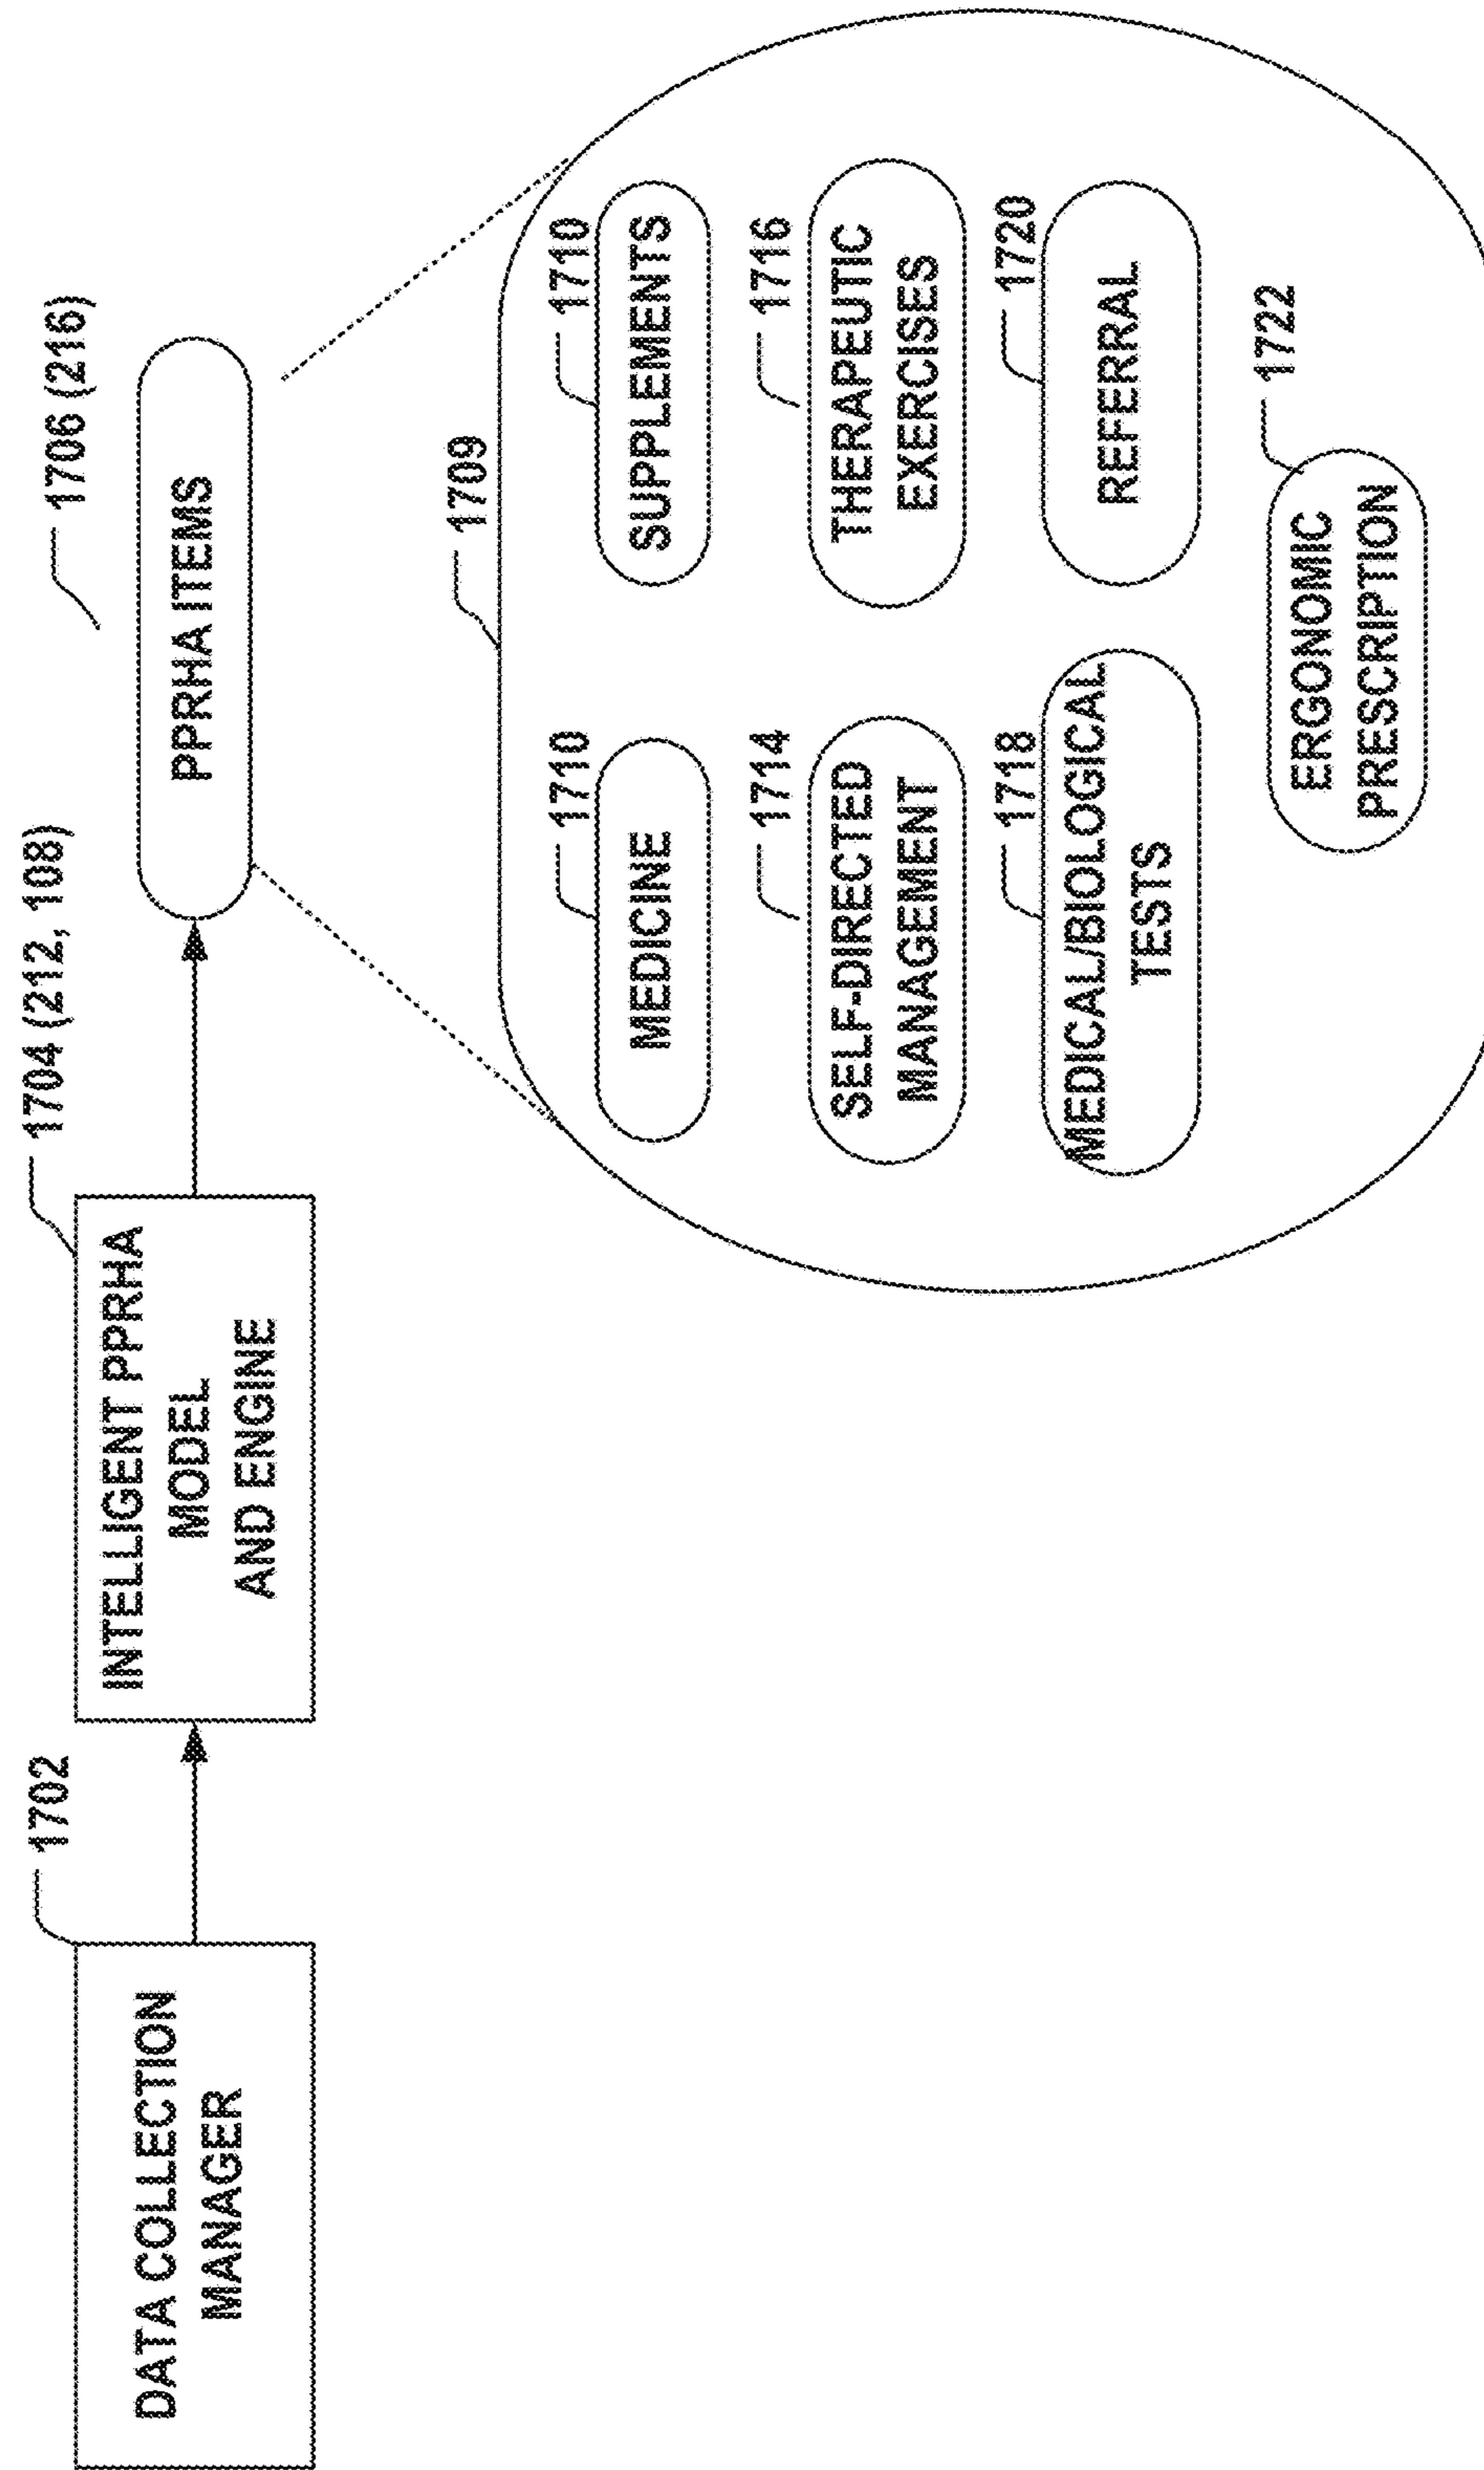 1702
DATA COLLECTION
MANAGER
1704 (212, 108)
INTELLIGENT PPRHA
MODEL
AND ENGINE
1706 (216)
PPRHA ITEMS
1709
1710
MEDICINE
1710
SUPPLEMENTS
1714
SELF-DIRECTED
MANAGEMENT
1716
THERAPEUTIC
EXERCISES
1718
MEDICAL/BIOLOGICAL
TESTS
1720
REFERRAL
1722
ERGONOMIC
PRESCRIPTION